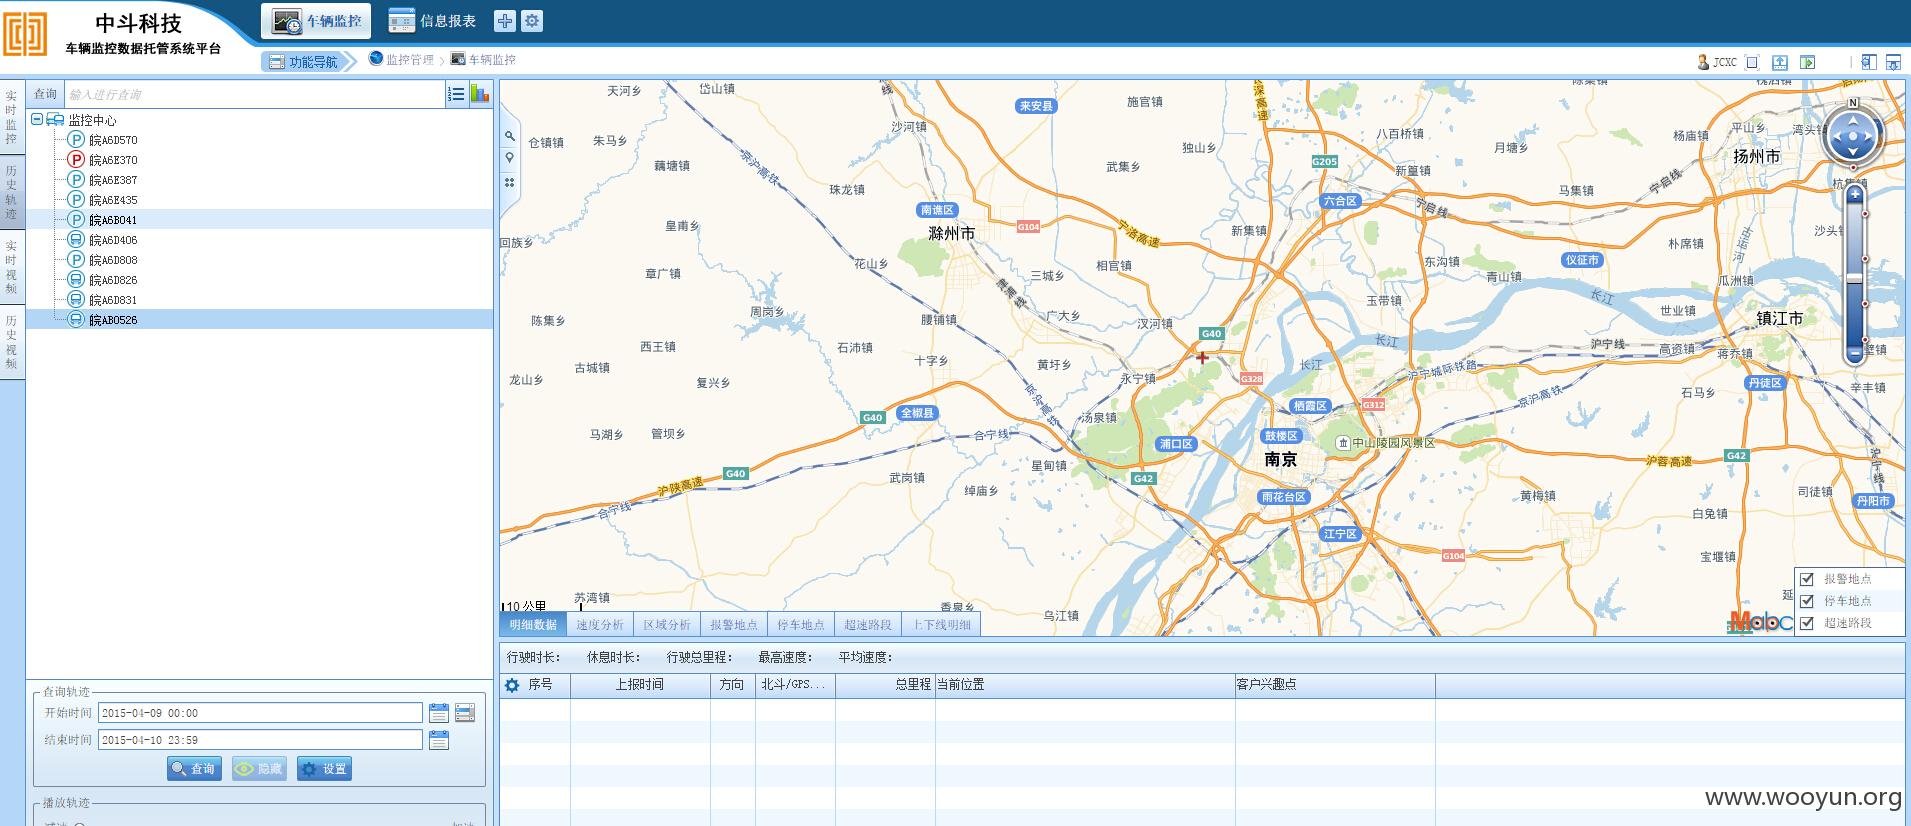 中斗科技
车辆监控数据托管系统平台
车辆监控
信息报表
功能导航
监控管理
车辆监控
JCXC
实时监控
历史轨迹
实时视频
历史视频
查询
输入进行查询
监控中心
皖A6D570
皖A6E370
皖A6E387
皖A6E435
皖A6B041
皖A6D406
皖A6D808
皖A6D826
皖A6D831
皖AB0526
查询轨迹
开始时间 2015-04-09 00:00
结束时间 2015-04-10 23:59
查询 隐藏 设置
播放轨迹
天河乡
岱山镇
来安县
施官镇
仓镇镇
朱马乡
沙河镇
藕塘镇
京沪高铁
珠龙镇
武集乡
独山乡
G205
八百桥镇
月塘乡
杨庙镇
平山乡
扬州市
N
新篁镇
马集镇
宁启线
六合区
宁启线
南谯区
滁州市
G104
宁洛高速
新集镇
皇甫乡
回族乡
花山乡
章广镇
三城乡
相官镇
东沟镇
青山镇
仪征市
朴席镇
古运河
瓜洲镇
津浦线
周岗乡
腰铺镇
广大乡
汊河镇
玉带镇
长江
世业镇
镇江市
陈集乡
西王镇
石沛镇
十字乡
黄圩乡
G40
长江
沪宁线
高资镇
蒋乔镇
古城镇
龙山乡
复兴乡
永宁镇
G328
长江
沪宁城际铁路
京沪高铁
石马乡
丹徒区
辛丰镇
京沪高铁
G40
全椒县
汤泉镇
栖霞区
G312
马湖乡
管坝乡
合宁线
浦口区
鼓楼区
中山陵园风景区
南京
星甸镇
G40
沪陕高速
武岗镇
绰庙乡
G42
沪蓉高速
G42
沪宁线
合宁线
雨花台区
黄梅镇
司徒镇
丹阳市
白兔镇
江宁区
G104
宝堰镇
苏湾镇
香泉乡
乌江镇
10 公里
Mabc
报警地点
停车地点
超速路段
明细数据 速度分析 区域分析 报警地点 停车地点 超速路段 上下线明细
行驶时长: 休息时长: 行驶总里程: 最高速度: 平均速度:
序号 上报时间 方向 北斗/GPS... 总里程 当前位置 客户兴趣点
www.wooyun.org